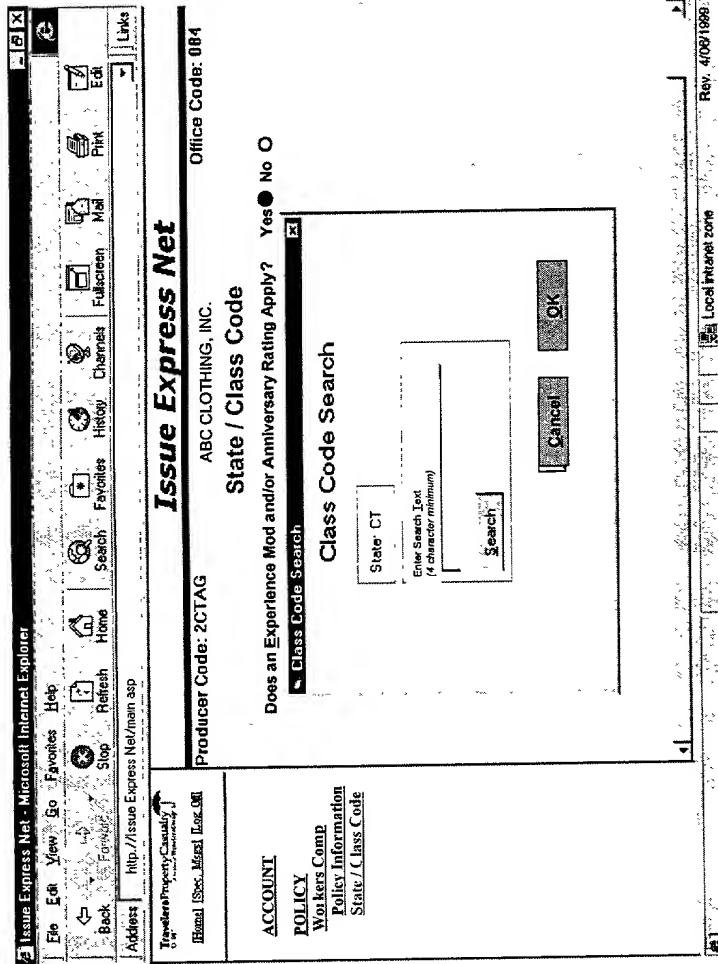 Issue Express Net - Microsoft Internet Explorer
File Edit View Go Favorites Help
Back Forward Stop Refresh Home Search Favorites History Channels Fullscreen Mail Print Edit
Address http://Issue Express Net/main asp Links
TravelersPropertyCasualty
[Home] [Spec. Msgs] [Log Off]
ACCOUNT
POLICY
Workers Comp
Policy Information
State / Class Code
Issue Express Net
Producer Code: 2CTAG ABC CLOTHING, INC. Office Code: 084
State / Class Code
Does an Experience Mod and/or Anniversary Rating Apply? Yes No
Class Code Search
Class Code Search
State: CT
Enter Search Text
(4 character minimum)
Search
Cancel OK
Local intranet zone
Rev. 4/06/1999